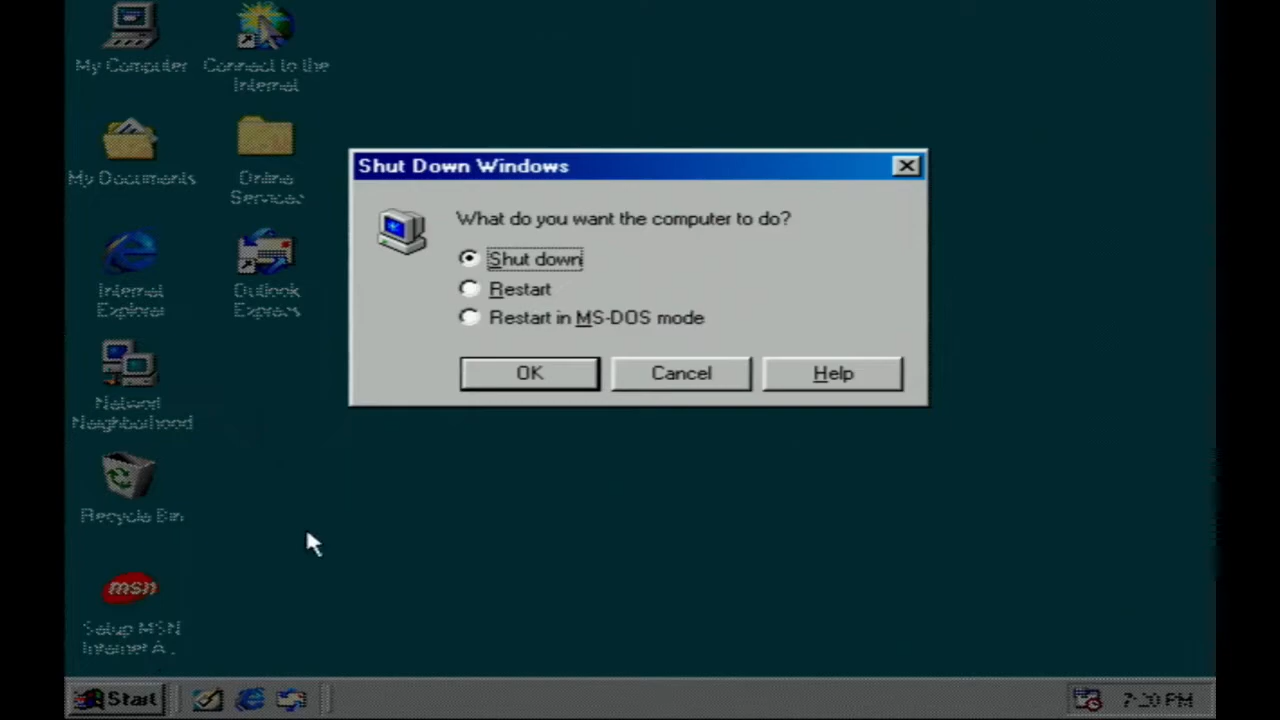 My Computer
Connect to the
Internet
My Documents
Online
Services
Internet
Explorer
Outlook
Express
Network
Neighborhood
Recycle Bin
msn
Setup MSN
Internet A...
Shut Down Windows
What do you want the computer to do?
Shut down
Restart
Restart in MS-DOS mode
OK
Cancel
Help
Start
7:20 PM